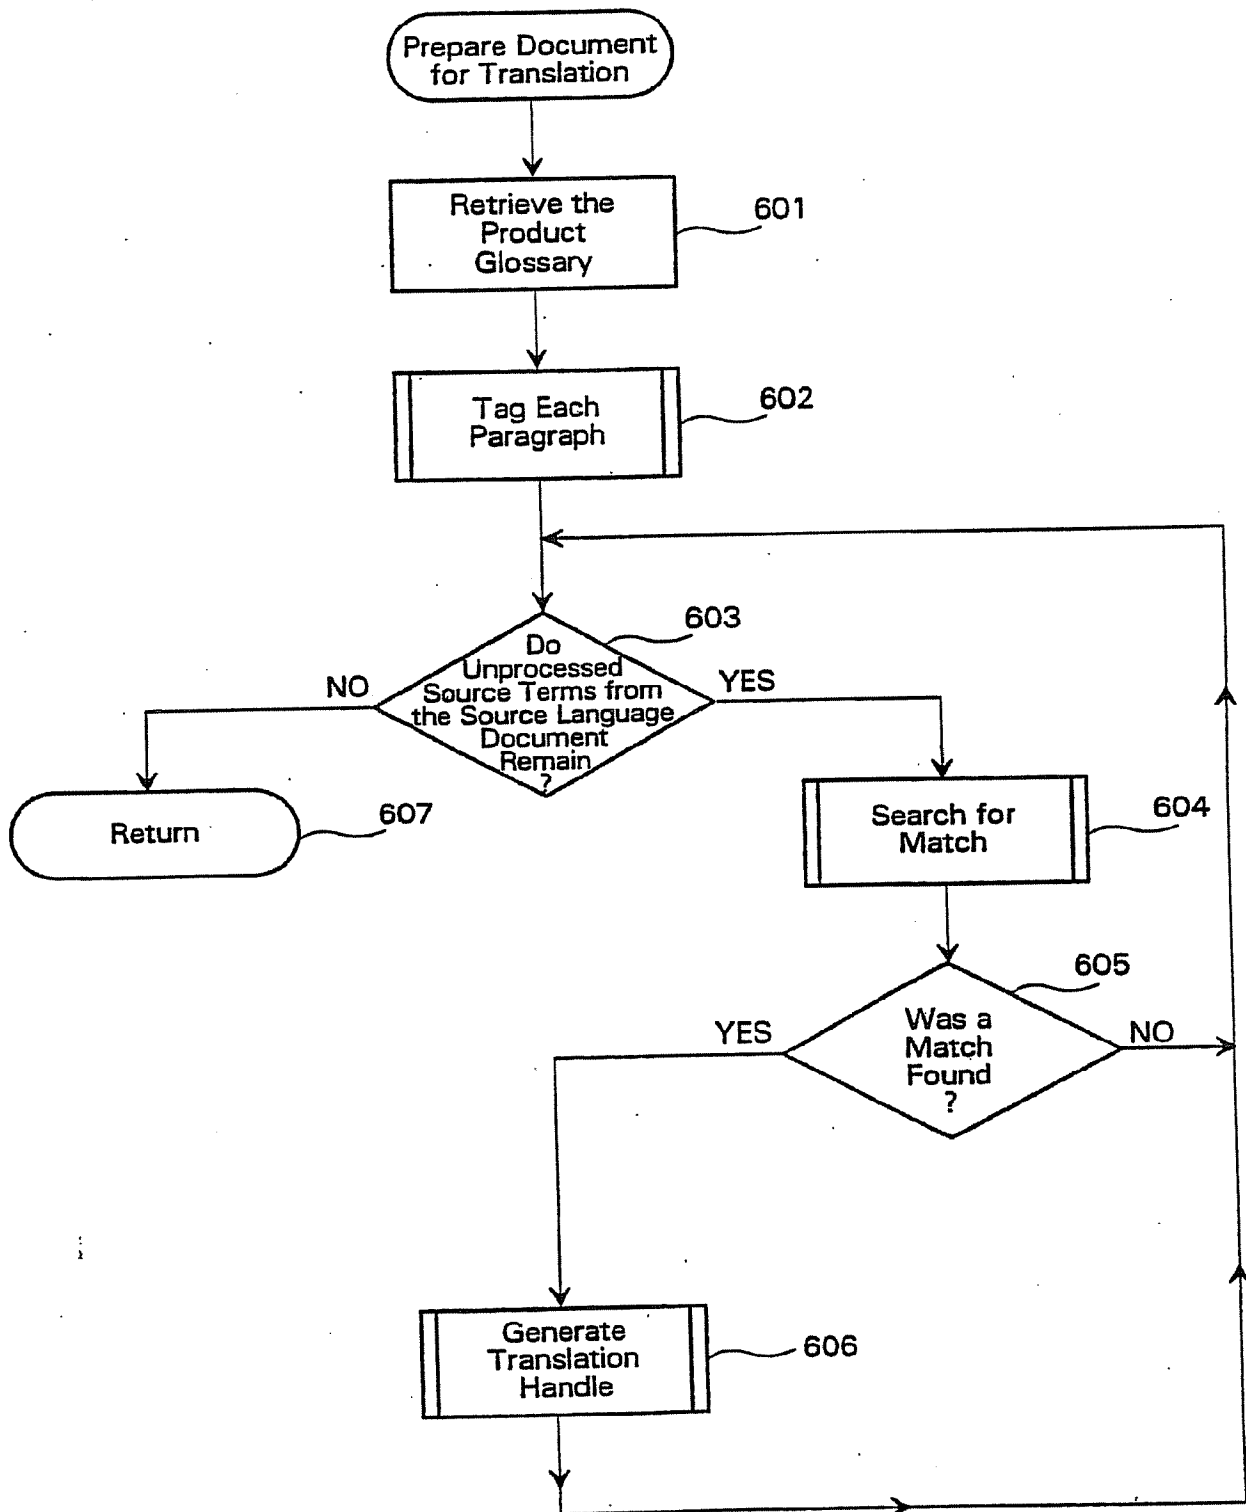 Prepare Document
for Translation
Retrieve the
Product
Glossary
601
Tag Each
Paragraph
602
Do
Unprocessed
Source Terms from
the Source Language
Document
Remain
?
603
NO
YES
Return
607
Search for
Match
604
Was a
Match
Found
?
605
YES
NO
Generate
Translation
Handle
606